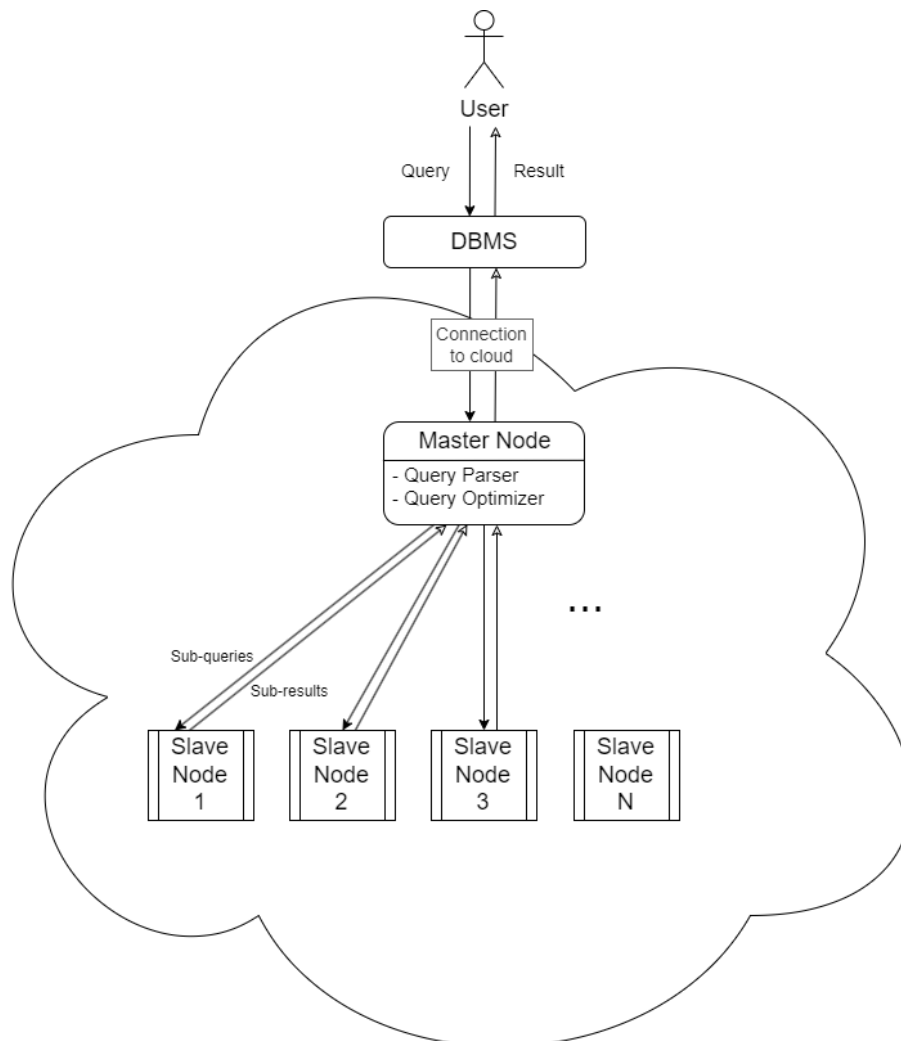 User
Query
Result
DBMS
Connection
to cloud
Master Node
- Query Parser
- Query Optimizer
...
Sub-queries
Sub-results
Slave
Node
1
Slave
Node
2
Slave
Node
3
Slave
Node
N